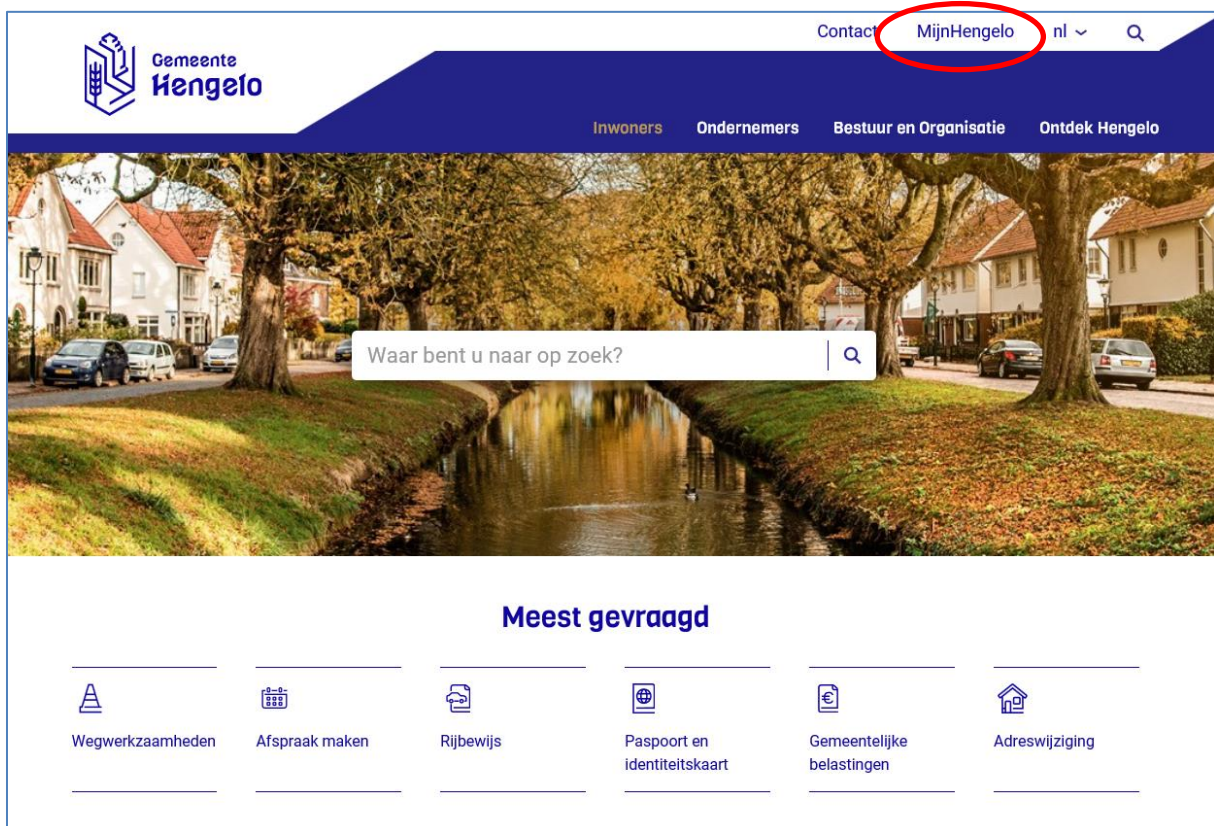 Contact MijnHengelo nl
Gemeente
Hengelo
Inwoners Ondernemers Bestuur en Organisatie Ontdek Hengelo
Waar bent u naar op zoek?
Meest gevraagd
Wegwerkzaamheden
Afspraak maken
Rijbewijs
Paspoort en
identiteitskaart
Gemeentelijke
belastingen
Adreswijziging